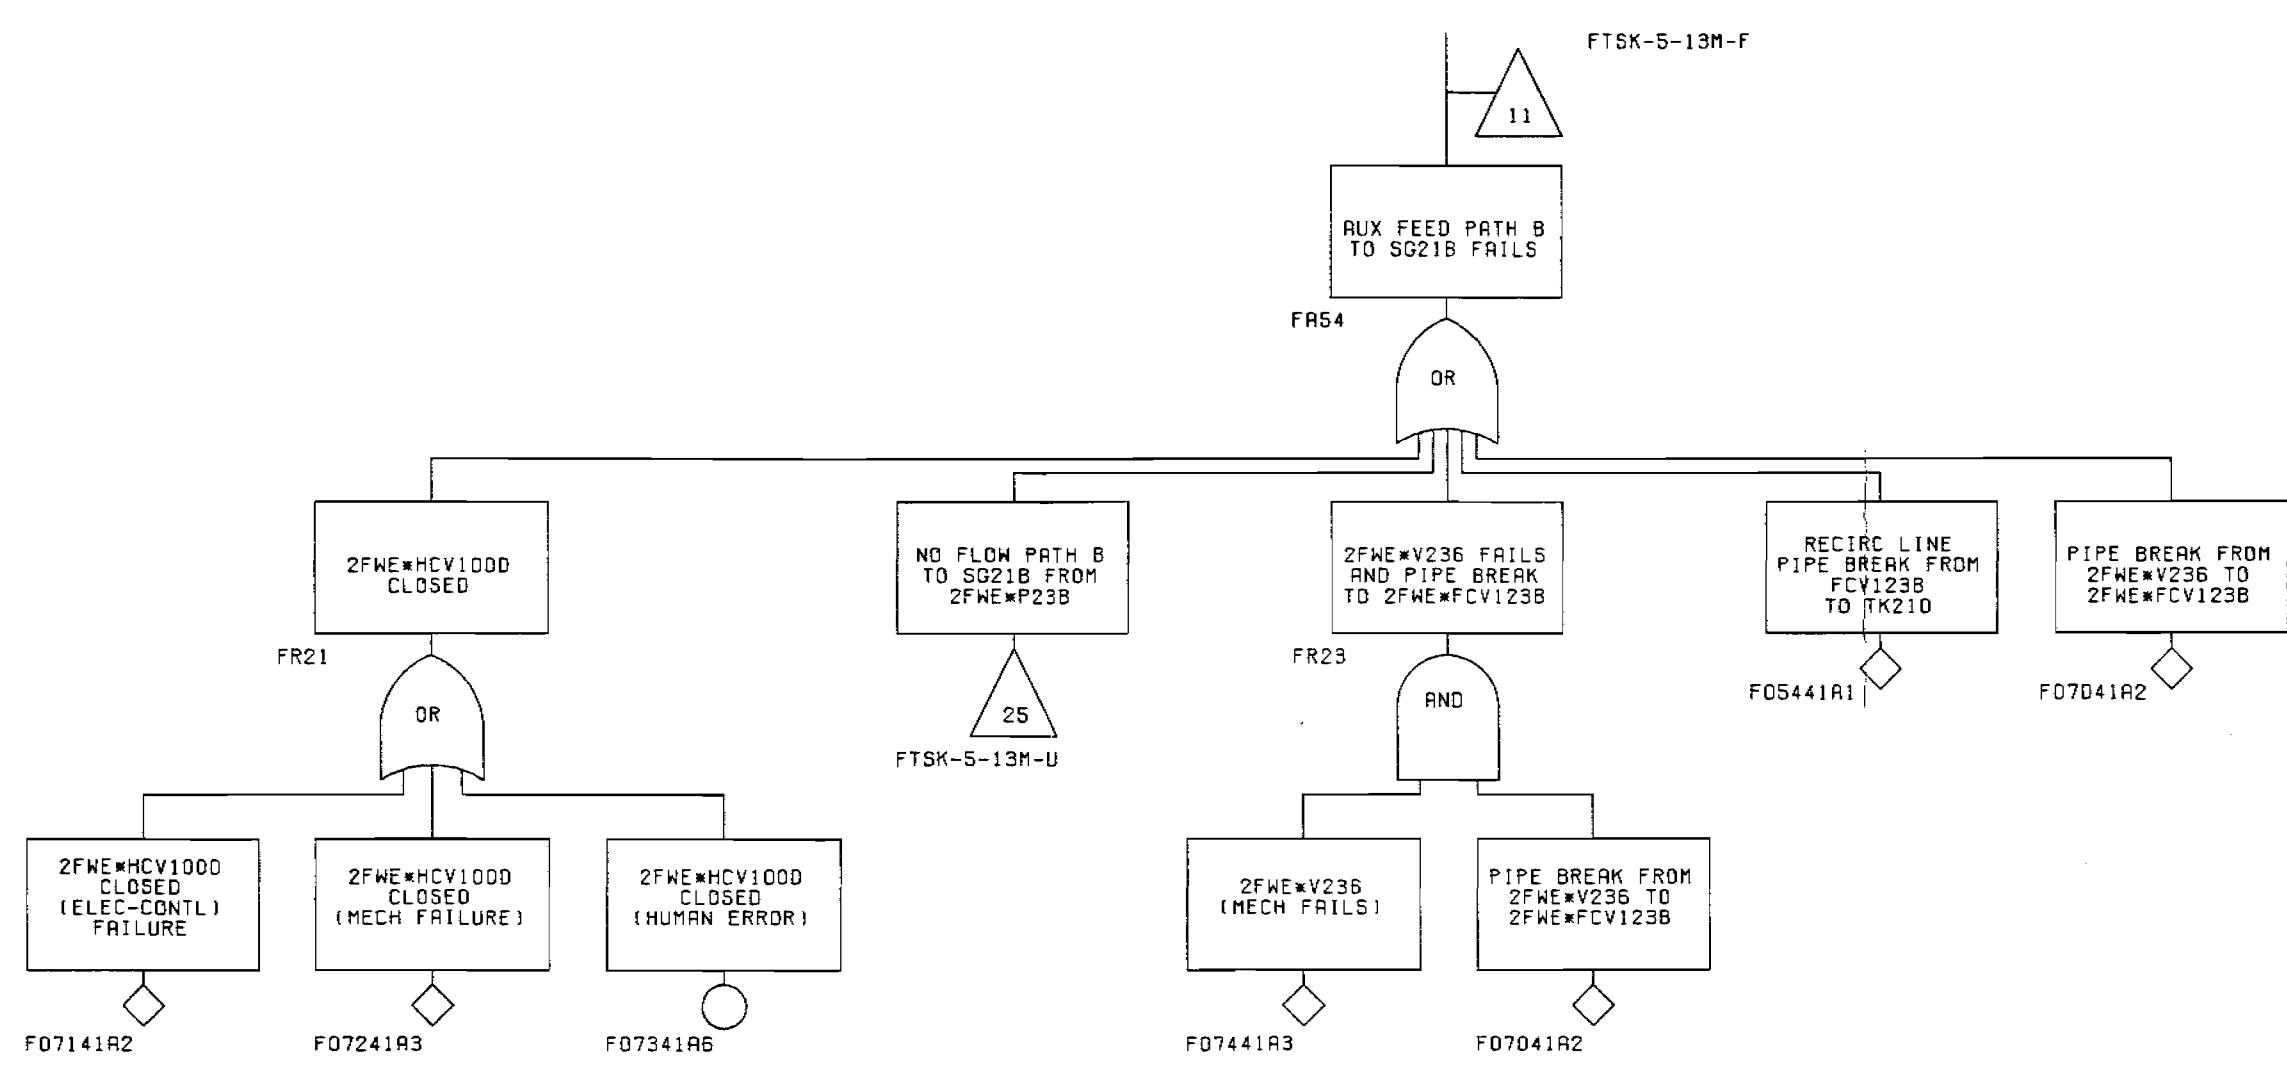 FTSK-5-13M-F
11
AUX FEED PATH B
TO SG21B FAILS
FA54
OR
2FWE*HCV100D
CLOSED
NO FLOW PATH B
TO SG21B FROM
2FWE*P23B
2FWE*V236 FAILS
AND PIPE BREAK
TO 2FWE*FCV123B
RECIRC LINE
PIPE BREAK FROM
FCV123B
TO TK210
PIPE BREAK FROM
2FWE*V236 TO
2FWE*FCV123B
FR21
OR
25
FTSK-5-13M-U
FR23
AND
F05441A1
F07041A2
2FWE*HCV100D
CLOSED
(ELEC-CONTL)
FAILURE
2FWE*HCV100D
CLOSED
(MECH FAILURE)
2FWE*HCV100D
CLOSED
(HUMAN ERROR)
2FWE*V236
(MECH FAILS)
PIPE BREAK FROM
2FWE*V236 TO
2FWE*FCV123B
F07141A2
F07241A3
F07341A6
F07441A3
F07041A2